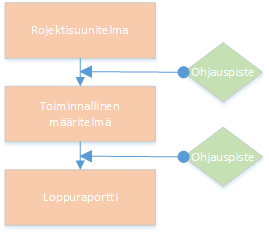 Rojektisuunitelma
Ohjauspiste
Toiminnallinen
määritelmä
Ohjauspiste
Loppuraportti